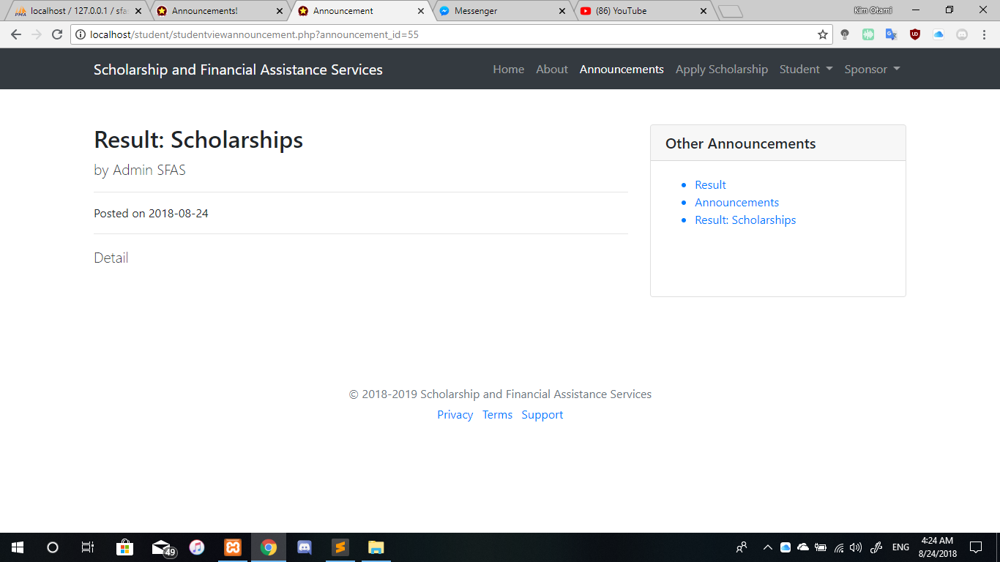 PMA
localhost / 127.0.0.1 / sfa
Announcements!
Announcement
Messenger
(86) YouTube
Kim Otami
localhost/student/studentviewannouncement.php?announcement_id=55
Scholarship and Financial Assistance Services
Home
About
Announcements
Apply Scholarship
Student
Sponsor
Result: Scholarships
by Admin SFAS
Posted on 2018-08-24
Detail
Other Announcements
Result
Announcements
Result: Scholarships
© 2018-2019 Scholarship and Financial Assistance Services
Privacy Terms Support
49
ENG
4:24 AM
8/24/2018